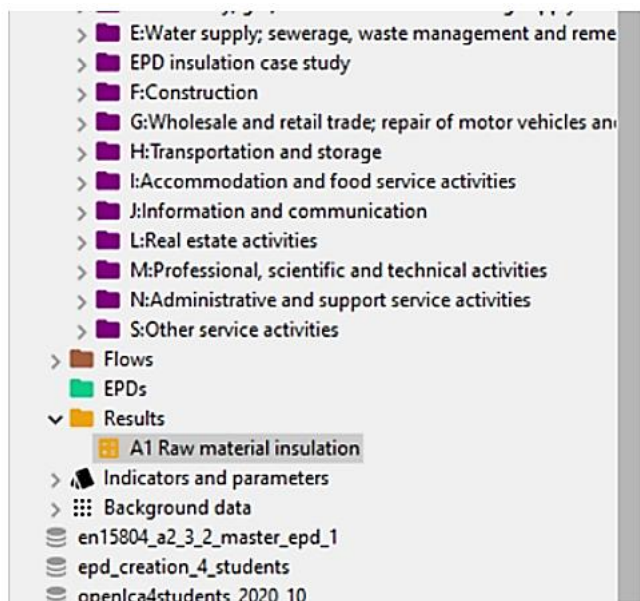 E:Water supply; sewerage, waste management and reme
EPD insulation case study
F:Construction
G:Wholesale and retail trade; repair of motor vehicles an
H:Transportation and storage
I:Accommodation and food service activities
J:Information and communication
L:Real estate activities
M:Professional, scientific and technical activities
N:Administrative and support service activities
S:Other service activities
Flows
EPDs
Results
A1 Raw material insulation
Indicators and parameters
Background data
en15804_a2_3_2_master_epd_1
epd_creation_4_students
openlca4students_2020_10